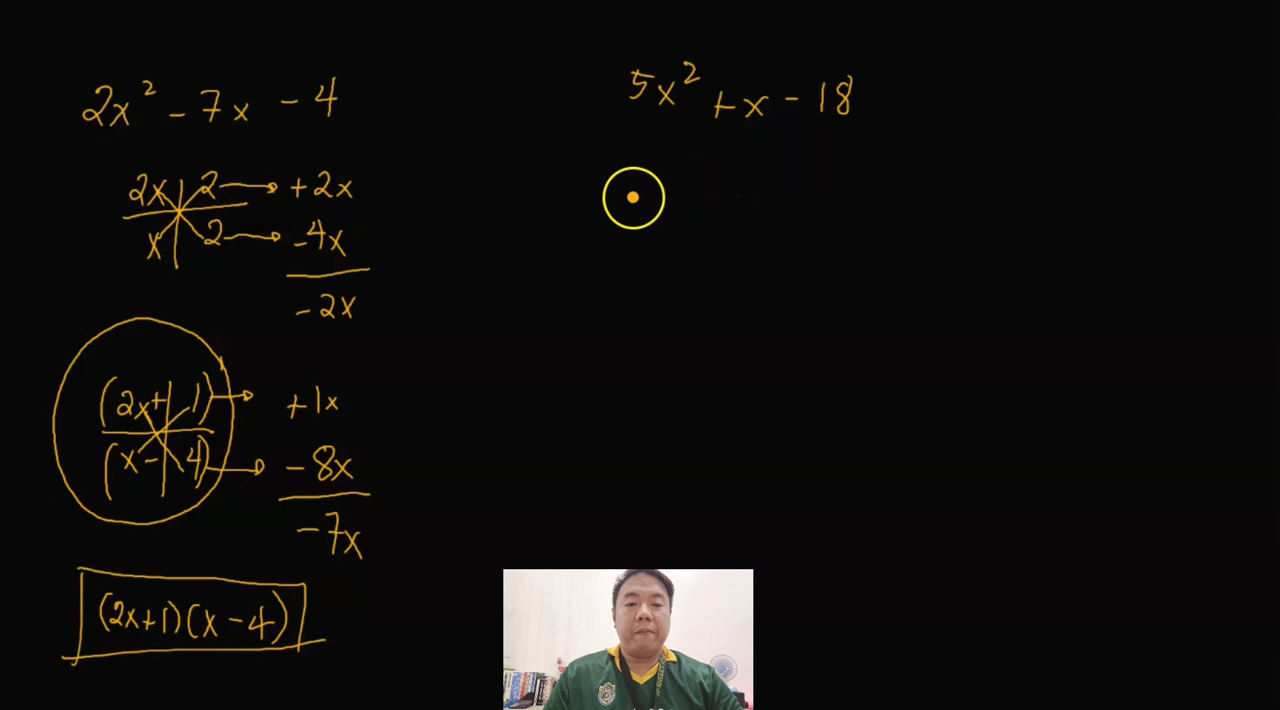 2x² - 7x - 4
2x 2 → +2x
x 2 → -4x
-2x
(2x+ 1) → +1x
(x- 4) → -8x
-7x
(2x+1)(x-4)
5x² + x - 18